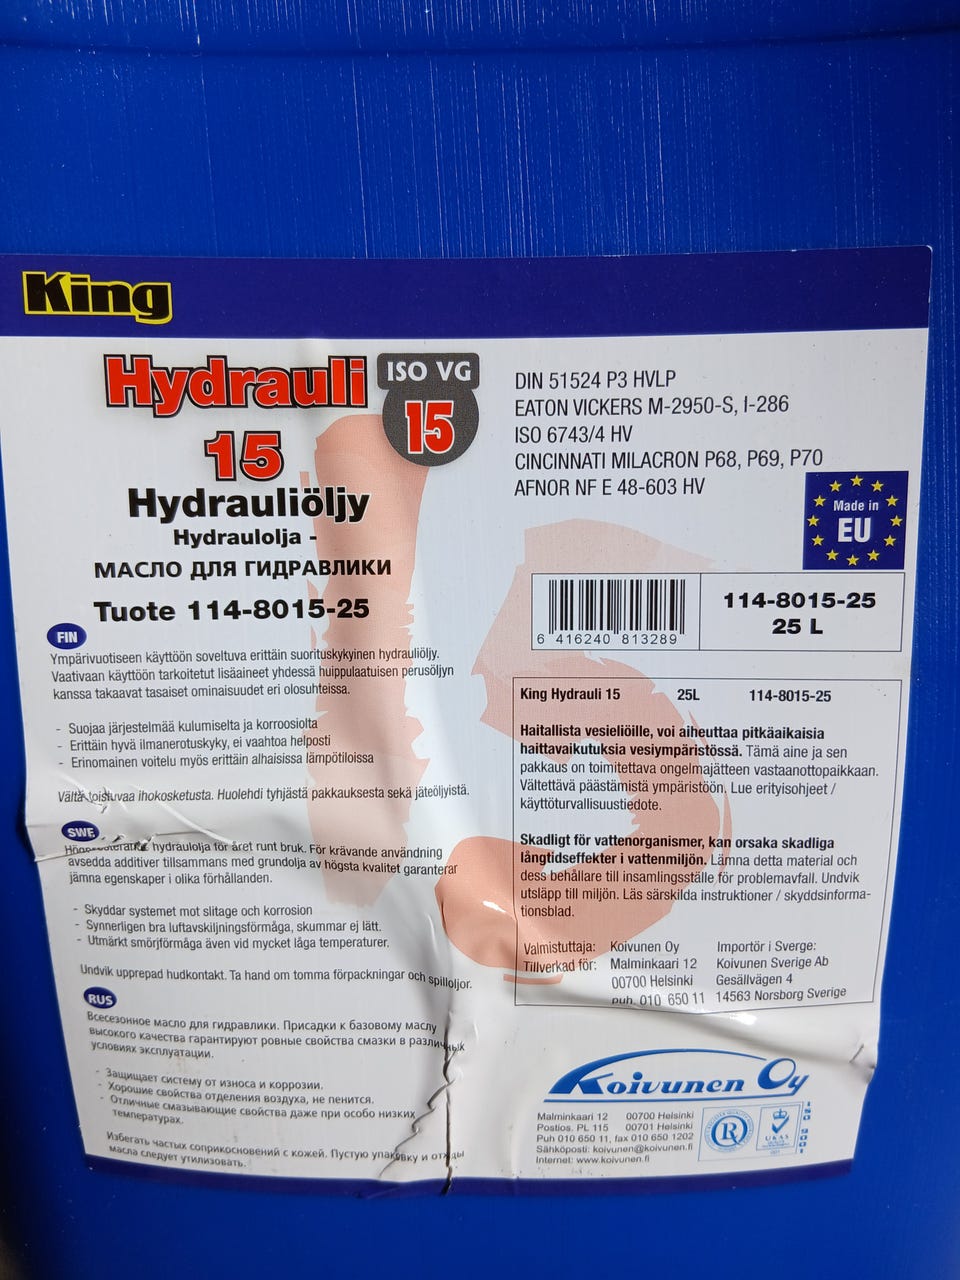 King
Hydrauli
15
ISO VG
15
Hydrauliöljy
Hydraulolja -
МАСЛО ДЛЯ ГИДРАВЛИКИ
Tuote 114-8015-25
FIN
Ympärivuotiseen käyttöön soveltuva erittäin suorituskykyinen hydrauliöljy.
Vaativaan käyttöön tarkoitetut lisäaineet yhdessä huippulaatuisen perusöljyn
kanssa takaavat tasaiset ominaisuudet eri olosuhteissa.
- Suojaa järjestelmää kulumiselta ja korroosiolta
- Erittäin hyvä ilmanerotuskyky, ei vaahtoa helposti
- Erinomainen voitelu myös erittäin alhaisissa lämpötiloissa
Vältä toistuvaa ihokosketusta. Huolehdi tyhjästä pakkauksesta sekä jäteöljyistä.
SWE
hydraulolja för året runt bruk. För krävande användning
avsedda additiver tillsammans med grundolja av högsta kvalitet garanterar
jämna egenskaper i olika förhållanden.
- Skyddar systemet mot slitage och korrosion
- Synnerligen bra luftavskiljningsförmåga, skummar ej lätt.
- Utmärkt smörjförmåga även vid mycket låga temperaturer.
Undvik upprepad hudkontakt. Ta hand om tomma förpackningar och spilloljor.
RUS
Всесезонное масло для гидравлики. Присадки к базовому маслу
высокого качества гарантируют ровные свойства смазки в различных
условиях эксплуатации.
- Защищает систему от износа и коррозии.
- Хорошие свойства отделения воздуха, не пенится.
- Отличные смазывающие свойства даже при особо низких
температурах.
Избегать частых соприкосновений с кожей. Пустую упаковку и отходы
масла следует утилизовать.
DIN 51524 P3 HVLP
EATON VICKERS M-2950-S, I-286
ISO 6743/4 HV
CINCINNATI MILACRON P68, P69, P70
AFNOR NF E 48-603 HV
Made in
EU
6 416240 813289
114-8015-25
25 L
King Hydrauli 15 25L 114-8015-25
Haitallista vesieliöille, voi aiheuttaa pitkäaikaisia
haittavaikutuksia vesiympäristössä. Tämä aine ja sen
pakkaus on toimitettava ongelmajätteen vastaanottopaikkaan.
Vältettävä päästämistä ympäristöön. Lue erityisohjeet /
käyttöturvallisuustiedote.
Skadligt för vattenorganismer, kan orsaka skadliga
långtidseffekter i vattenmiljön. Lämna detta material och
dess behållare till insamlingsställe för problemavfall. Undvik
utsläpp till miljön. Läs särskilda instruktioner / skyddsinforma-
tionsblad.
Valmistuttaja: Koivunen Oy Importör i Sverge:
Tillverkad för: Malminkaari 12 Koivunen Sverige Ab
00700 Helsinki Gesällvägen 4
puh. 010 650 11 14563 Norsborg Sverige
Koivunen Oy
Malminkaari 12 00700 Helsinki
Postios. PL 115 00701 Helsinki
Puh 010 650 11, fax 010 650 1202
Sähköposti: koivunen@koivunen.fi
Internet: www.koivunen.fi
R
UKAS
001
ISO 9001